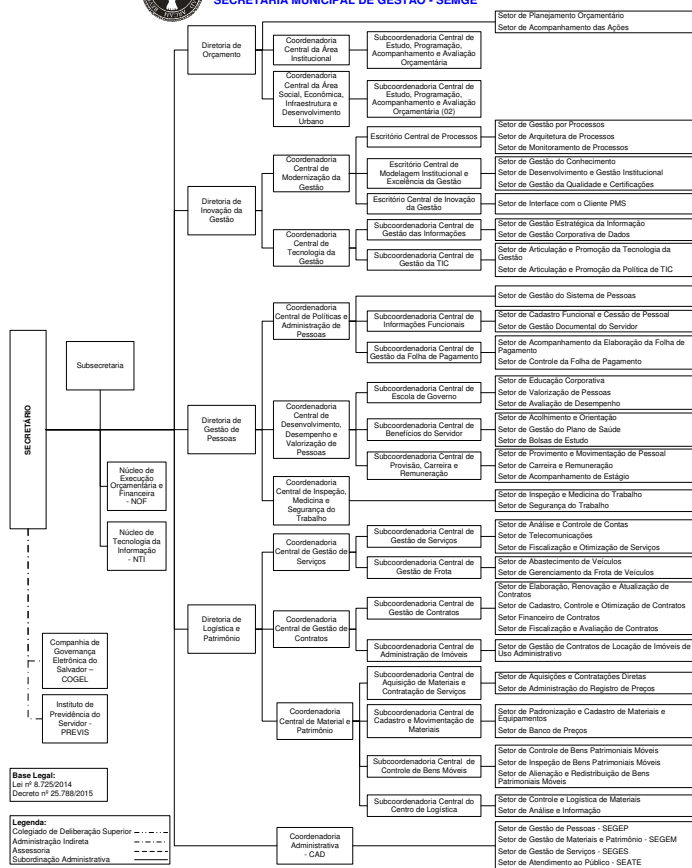 SECRETARIA MUNICIPAL DE GESTÃO - SEMGE
Setor de Planejamento Orçamentário
Setor de Acompanhamento das Ações
Diretoria de
Orçamento
Coordenadoria
Central da Área
Institucional
Subcoordenadoria Central de
Estudo, Programação,
Acompanhamento e Avaliação
Orçamentária
Coordenadoria
Central da Área
Social, Econômica,
Infraestrutura e
Desenvolvimento
Urbano
Subcoordenadoria Central de
Estudo, Programação,
Acompanhamento e Avaliação
Orçamentária (02)
Diretoria de
Inovação da
Gestão
Coordenadoria
Central de
Modernização da
Gestão
Escritório Central de Processos
Setor de Gestão por Processos
Setor de Arquitetura de Processos
Setor de Monitoramento de Processos
Escritório Central de
Modelagem Institucional e
Excelência da Gestão
Setor de Gestão do Conhecimento
Setor de Desenvolvimento e Gestão Institucional
Setor de Gestão da Qualidade e Certificações
Escritório Central de Inovação
da Gestão
Setor de Interface com o Cliente PMS
Coordenadoria
Central de
Tecnologia da
Gestão
Subcoordenadoria Central de
Gestão das Informações
Setor de Gestão Estratégica da Informação
Setor de Gestão Corporativa de Dados
Subcoordenadoria Central de
Gestão da TIC
Setor de Articulação e Promoção da Tecnologia da
Gestão
Setor de Articulação e Promoção da Política de TIC
SECRETÁRIO
Subsecretaria
Núcleo de
Execução
Orçamentária e
Financeira
- NOF
Núcleo de
Tecnologia da
Informação
- NTI
Companhia de
Governança
Eletrônica do
Salvador –
COGEL
Instituto de
Previdência do
Servidor -
PREVIS
Diretoria de
Gestão de
Pessoas
Coordenadoria
Central de Políticas e
Administração de
Pessoas
Setor de Gestão do Sistema de Pessoas
Subcoordenadoria Central de
Informações Funcionais
Setor de Cadastro Funcional e Cessão de Pessoal
Setor de Gestão Documental do Servidor
Subcoordenadoria Central de
Gestão da Folha de Pagamento
Setor de Acompanhamento da Elaboração da Folha de
Pagamento
Setor de Controle da Folha de Pagamento
Coordenadoria
Central de
Desenvolvimento,
Desempenho e
Valorização de
Pessoas
Subcoordenadoria Central de
Escola de Governo
Setor de Educação Corporativa
Setor de Valorização de Pessoas
Setor de Avaliação de Desempenho
Subcoordenadoria Central de
Benefícios do Servidor
Setor de Acolhimento e Orientação
Setor de Gestão do Plano de Saúde
Setor de Bolsas de Estudo
Subcoordenadoria Central de
Provisão, Carreira e
Remuneração
Setor de Provimento e Movimentação de Pessoal
Setor de Carreira e Remuneração
Setor de Acompanhamento de Estágio
Coordenadoria
Central de Inspeção,
Medicina e
Segurança do
Trabalho
Setor de Inspeção e Medicina do Trabalho
Setor de Segurança do Trabalho
Diretoria de
Logística e
Patrimônio
Coordenadoria
Central de Gestão de
Serviços
Subcoordenadoria Central de
Gestão de Serviços
Setor de Análise e Controle de Contas
Setor de Telecomunicações
Setor de Fiscalização e Otimização de Serviços
Subcoordenadoria Central de
Gestão de Frota
Setor de Abastecimento de Veículos
Setor de Gerenciamento da Frota de Veículos
Coordenadoria
Central de Gestão de
Contratos
Subcoordenadoria Central de
Gestão de Contratos
Setor de Elaboração, Renovação e Atualização de
Contratos
Setor de Cadastro, Controle e Otimização de Contratos
Setor Financeiro de Contratos
Setor de Fiscalização e Avaliação de Contratos
Subcoordenadoria Central de
Administração de Imóveis
Setor de Gestão de Contratos de Locação de Imóveis de
Uso Administrativo
Coordenadoria
Central de Material e
Patrimônio
Subcoordenadoria Central de
Aquisição de Materiais e
Contratação de Serviços
Setor de Aquisições e Contratações Diretas
Setor de Administração do Registro de Preços
Subcoordenadoria Central de
Cadastro e Movimentação de
Materiais
Setor de Padronização e Cadastro de Materiais e
Equipamentos
Setor de Banco de Preços
Subcoordenadoria Central de
Controle de Bens Móveis
Setor de Controle de Bens Patrimoniais Móveis
Setor de Inspeção de Bens Patrimoniais Móveis
Setor de Alienação e Redistribuição de Bens
Patrimoniais Móveis
Subcoordenadoria Central do
Centro de Logística
Setor de Controle e Logística de Materiais
Setor de Análise e Informação
Coordenadoria
Administrativa
- CAD
Setor de Gestão de Pessoas - SEGEP
Setor de Gestão de Materiais e Patrimônio - SEGEM
Setor de Gestão de Serviços - SEGES
Setor de Atendimento ao Público - SEATE
Base Legal:
Lei nº 8.725/2014
Decreto nº 25.788/2015
Legenda:
Colegiado de Deliberação Superior
Administração Indireta
Assessoria
Subordinação Administrativa